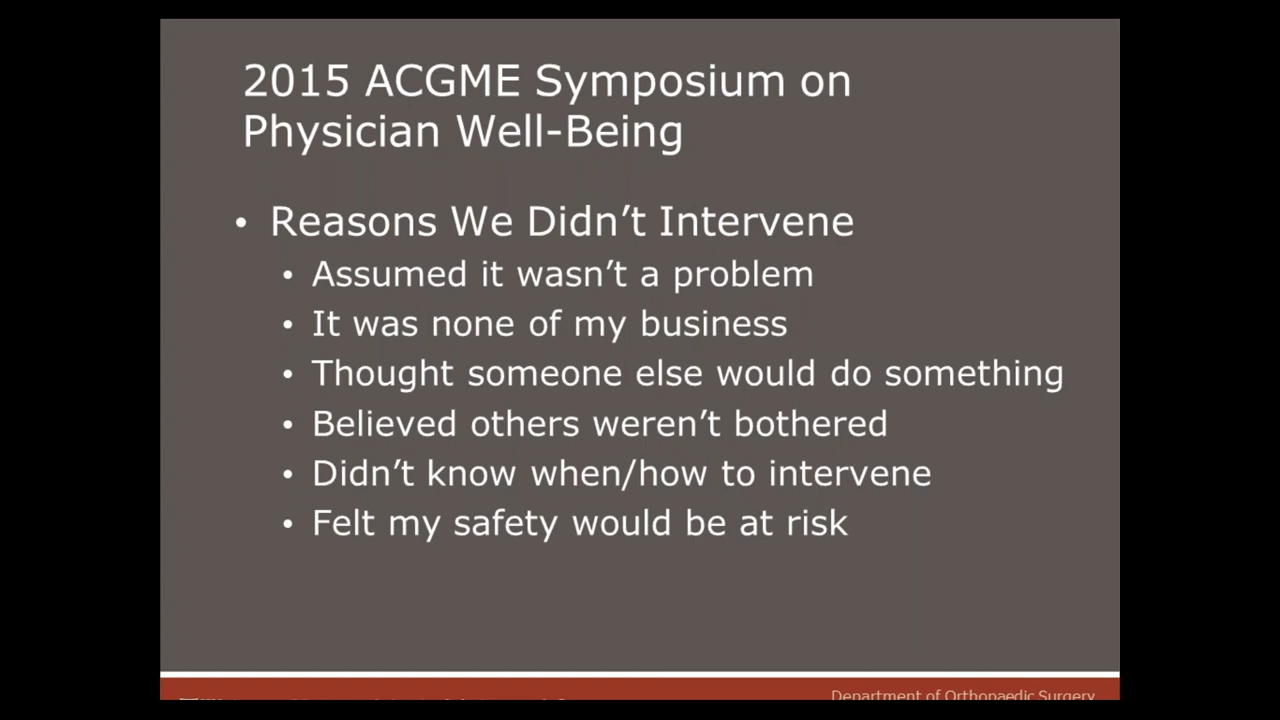 2015 ACGME Symposium on
Physician Well-Being
• Reasons We Didn’t Intervene
• Assumed it wasn’t a problem
• It was none of my business
• Thought someone else would do something
• Believed others weren’t bothered
• Didn’t know when/how to intervene
• Felt my safety would be at risk
Department of Orthopaedic Surgery